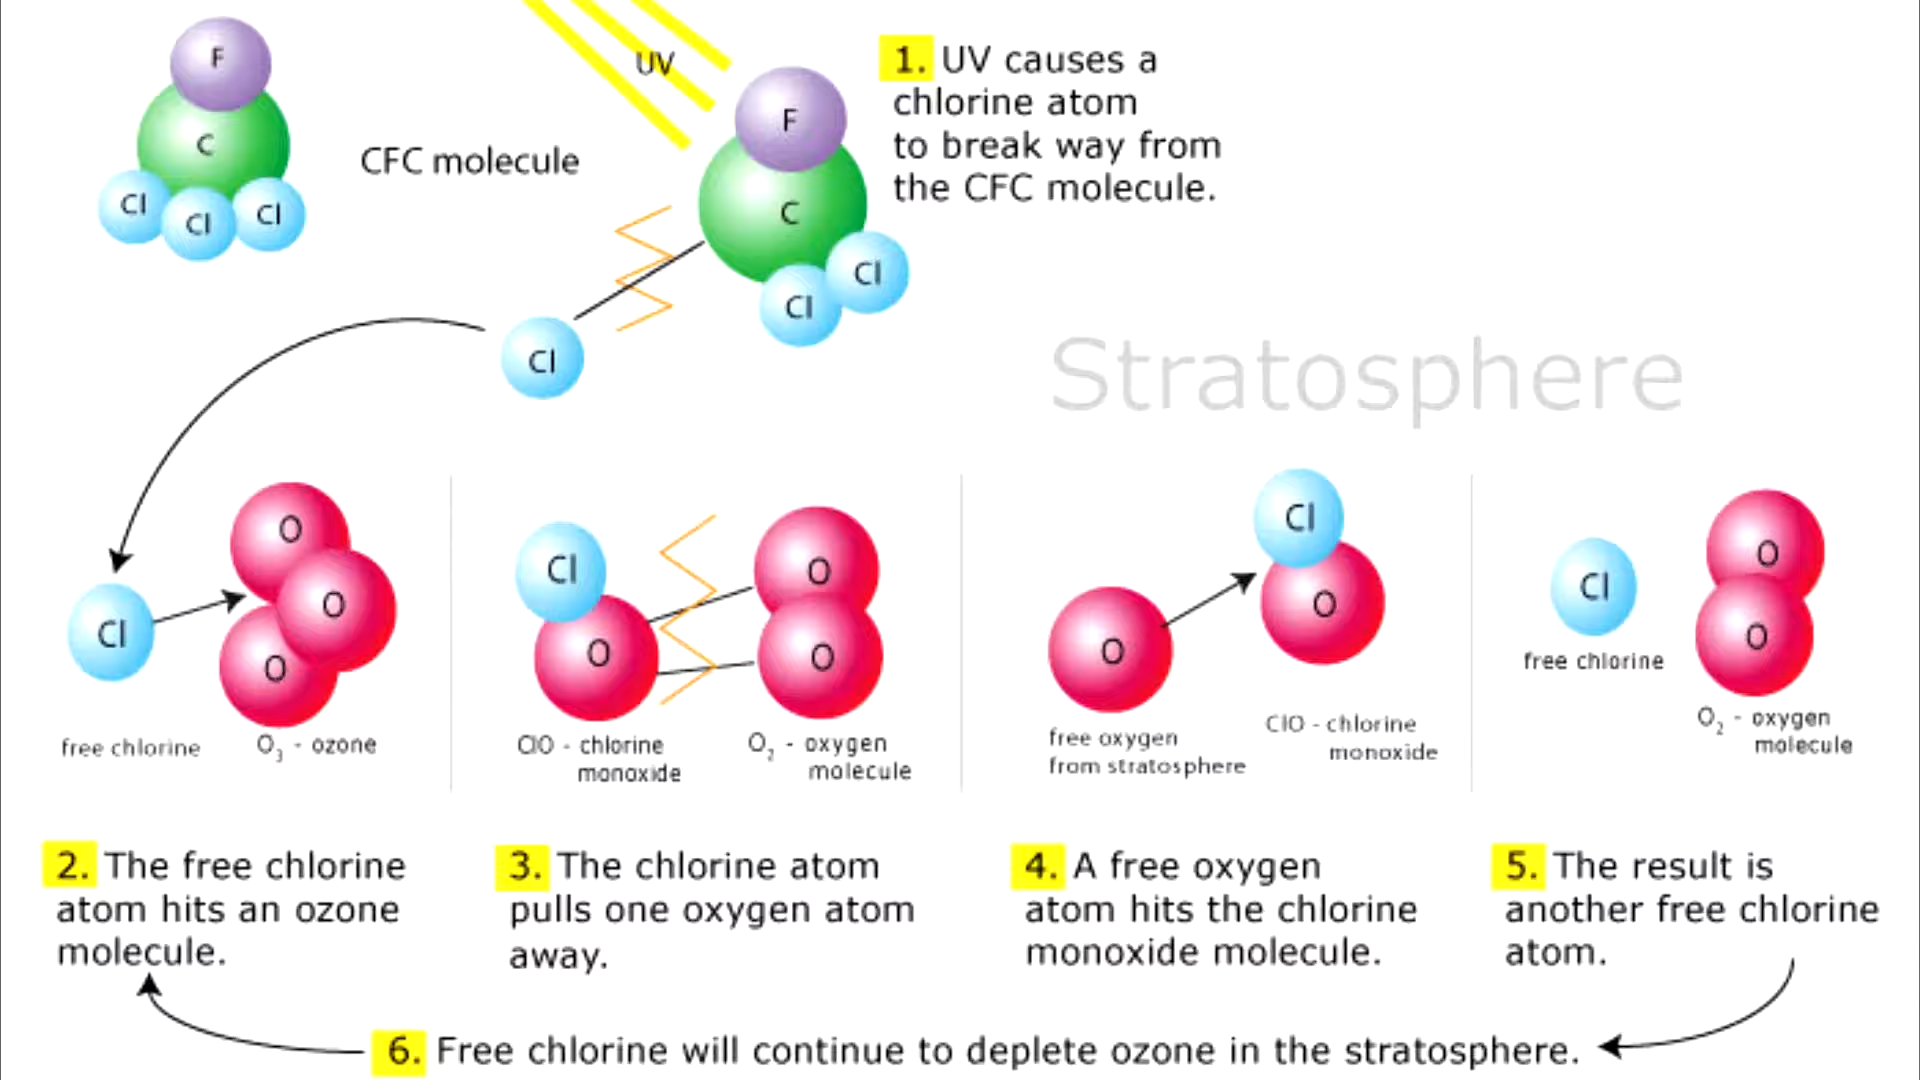 F
C
Cl
Cl
Cl
CFC molecule
UV
F
C
Cl
Cl
Cl
1. UV causes a
chlorine atom
to break way from
the CFC molecule.
Stratosphere
Cl
O
O
O
free chlorine
O3 - ozone
Cl
O
O
O
ClO - chlorine
monoxide
O2 - oxygen
molecule
O
Cl
O
free oxygen
from stratosphere
ClO - chlorine
monoxide
Cl
O
O
free chlorine
O2 - oxygen
molecule
2. The free chlorine
atom hits an ozone
molecule.
3. The chlorine atom
pulls one oxygen atom
away.
4. A free oxygen
atom hits the chlorine
monoxide molecule.
5. The result is
another free chlorine
atom.
6. Free chlorine will continue to deplete ozone in the stratosphere.